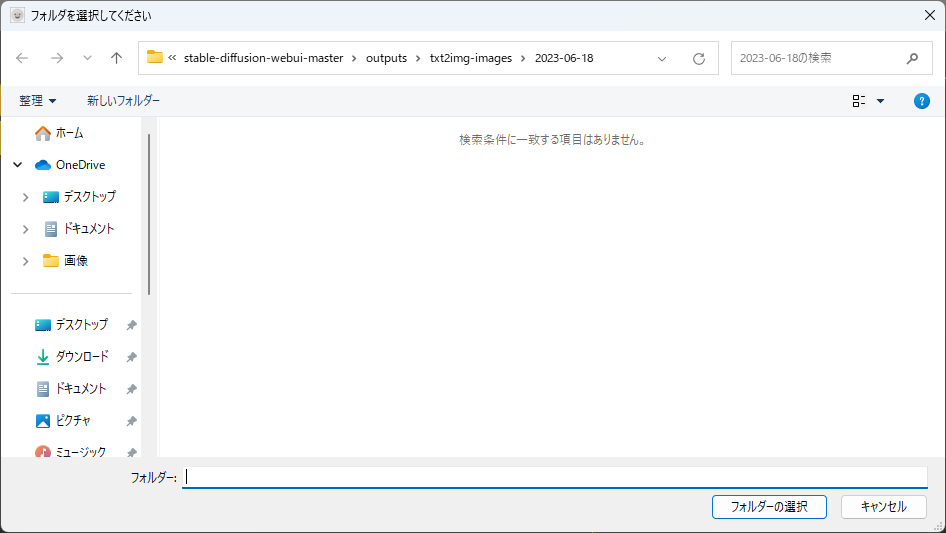 フォルダを選択してください
« stable-diffusion-webui-master › outputs › txt2img-images › 2023-06-18
2023-06-18の検索
整理
新しいフォルダー
ホーム
OneDrive
デスクトップ
ドキュメント
画像
デスクトップ
ダウンロード
ドキュメント
ピクチャ
ミュージック
検索条件に一致する項目はありません。
フォルダー:
フォルダーの選択
キャンセル